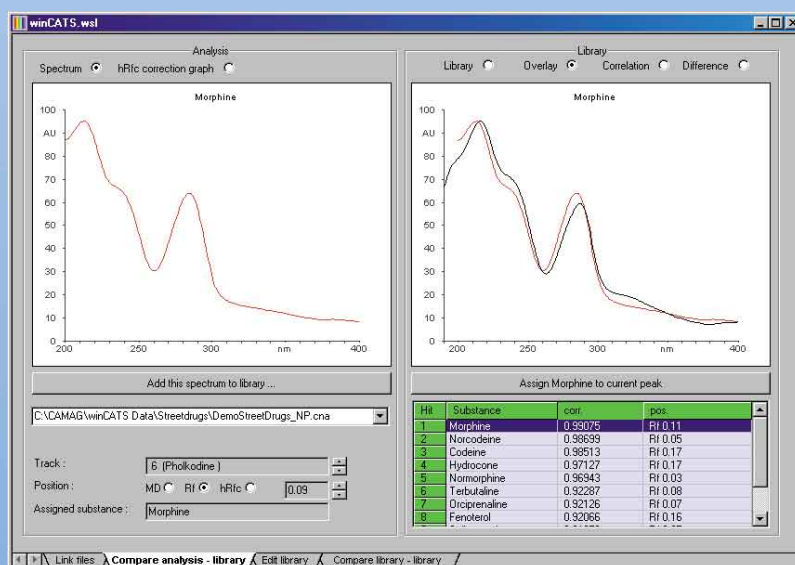 winCATS.wsl
Analysis
Spectrum hRfc correction graph
Morphine
100
AU
80
70
60
50
40
30
20
10
0
200 300 nm 400
Add this spectrum to library ...
C:\CAMAG\winCATS Data\Streetdrugs\DemoStreetDrugs_NP.cna
Track : 6 (Pholkodine )
Position : MD Rf hRfc 0.09
Assigned substance : Morphine
Library
Library Overlay Correlation Difference
Morphine
100
AU
80
70
60
50
40
30
20
10
0
200 300 nm 400
Assign Morphine to current peak
Hit Substance corr. pos.
1 Morphine 0.99075 Rf 0.11
2 Norcodeine 0.98699 Rf 0.05
3 Codeine 0.98513 Rf 0.17
4 Hydrocone 0.97127 Rf 0.17
5 Normorphine 0.96943 Rf 0.03
6 Terbutaline 0.92287 Rf 0.08
7 Orciprenaline 0.92126 Rf 0.07
8 Fenoterol 0.92066 Rf 0.16
Link files Compare analysis - library Edit library Compare library - library